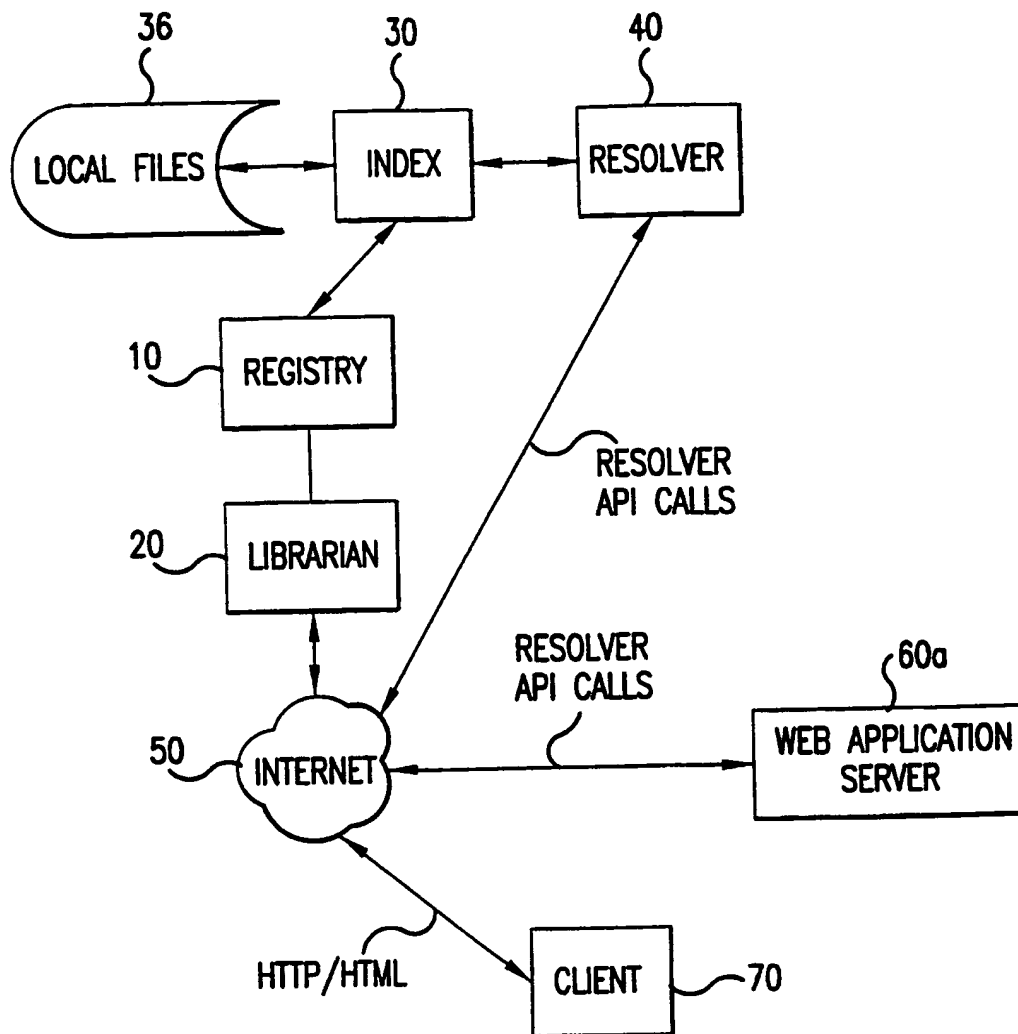 36
30
40
LOCAL FILES
INDEX
RESOLVER
10
REGISTRY
RESOLVER
API CALLS
20
LIBRARIAN
RESOLVER
API CALLS
60a
50
INTERNET
WEB APPLICATION
SERVER
HTTP/HTML
CLIENT
70